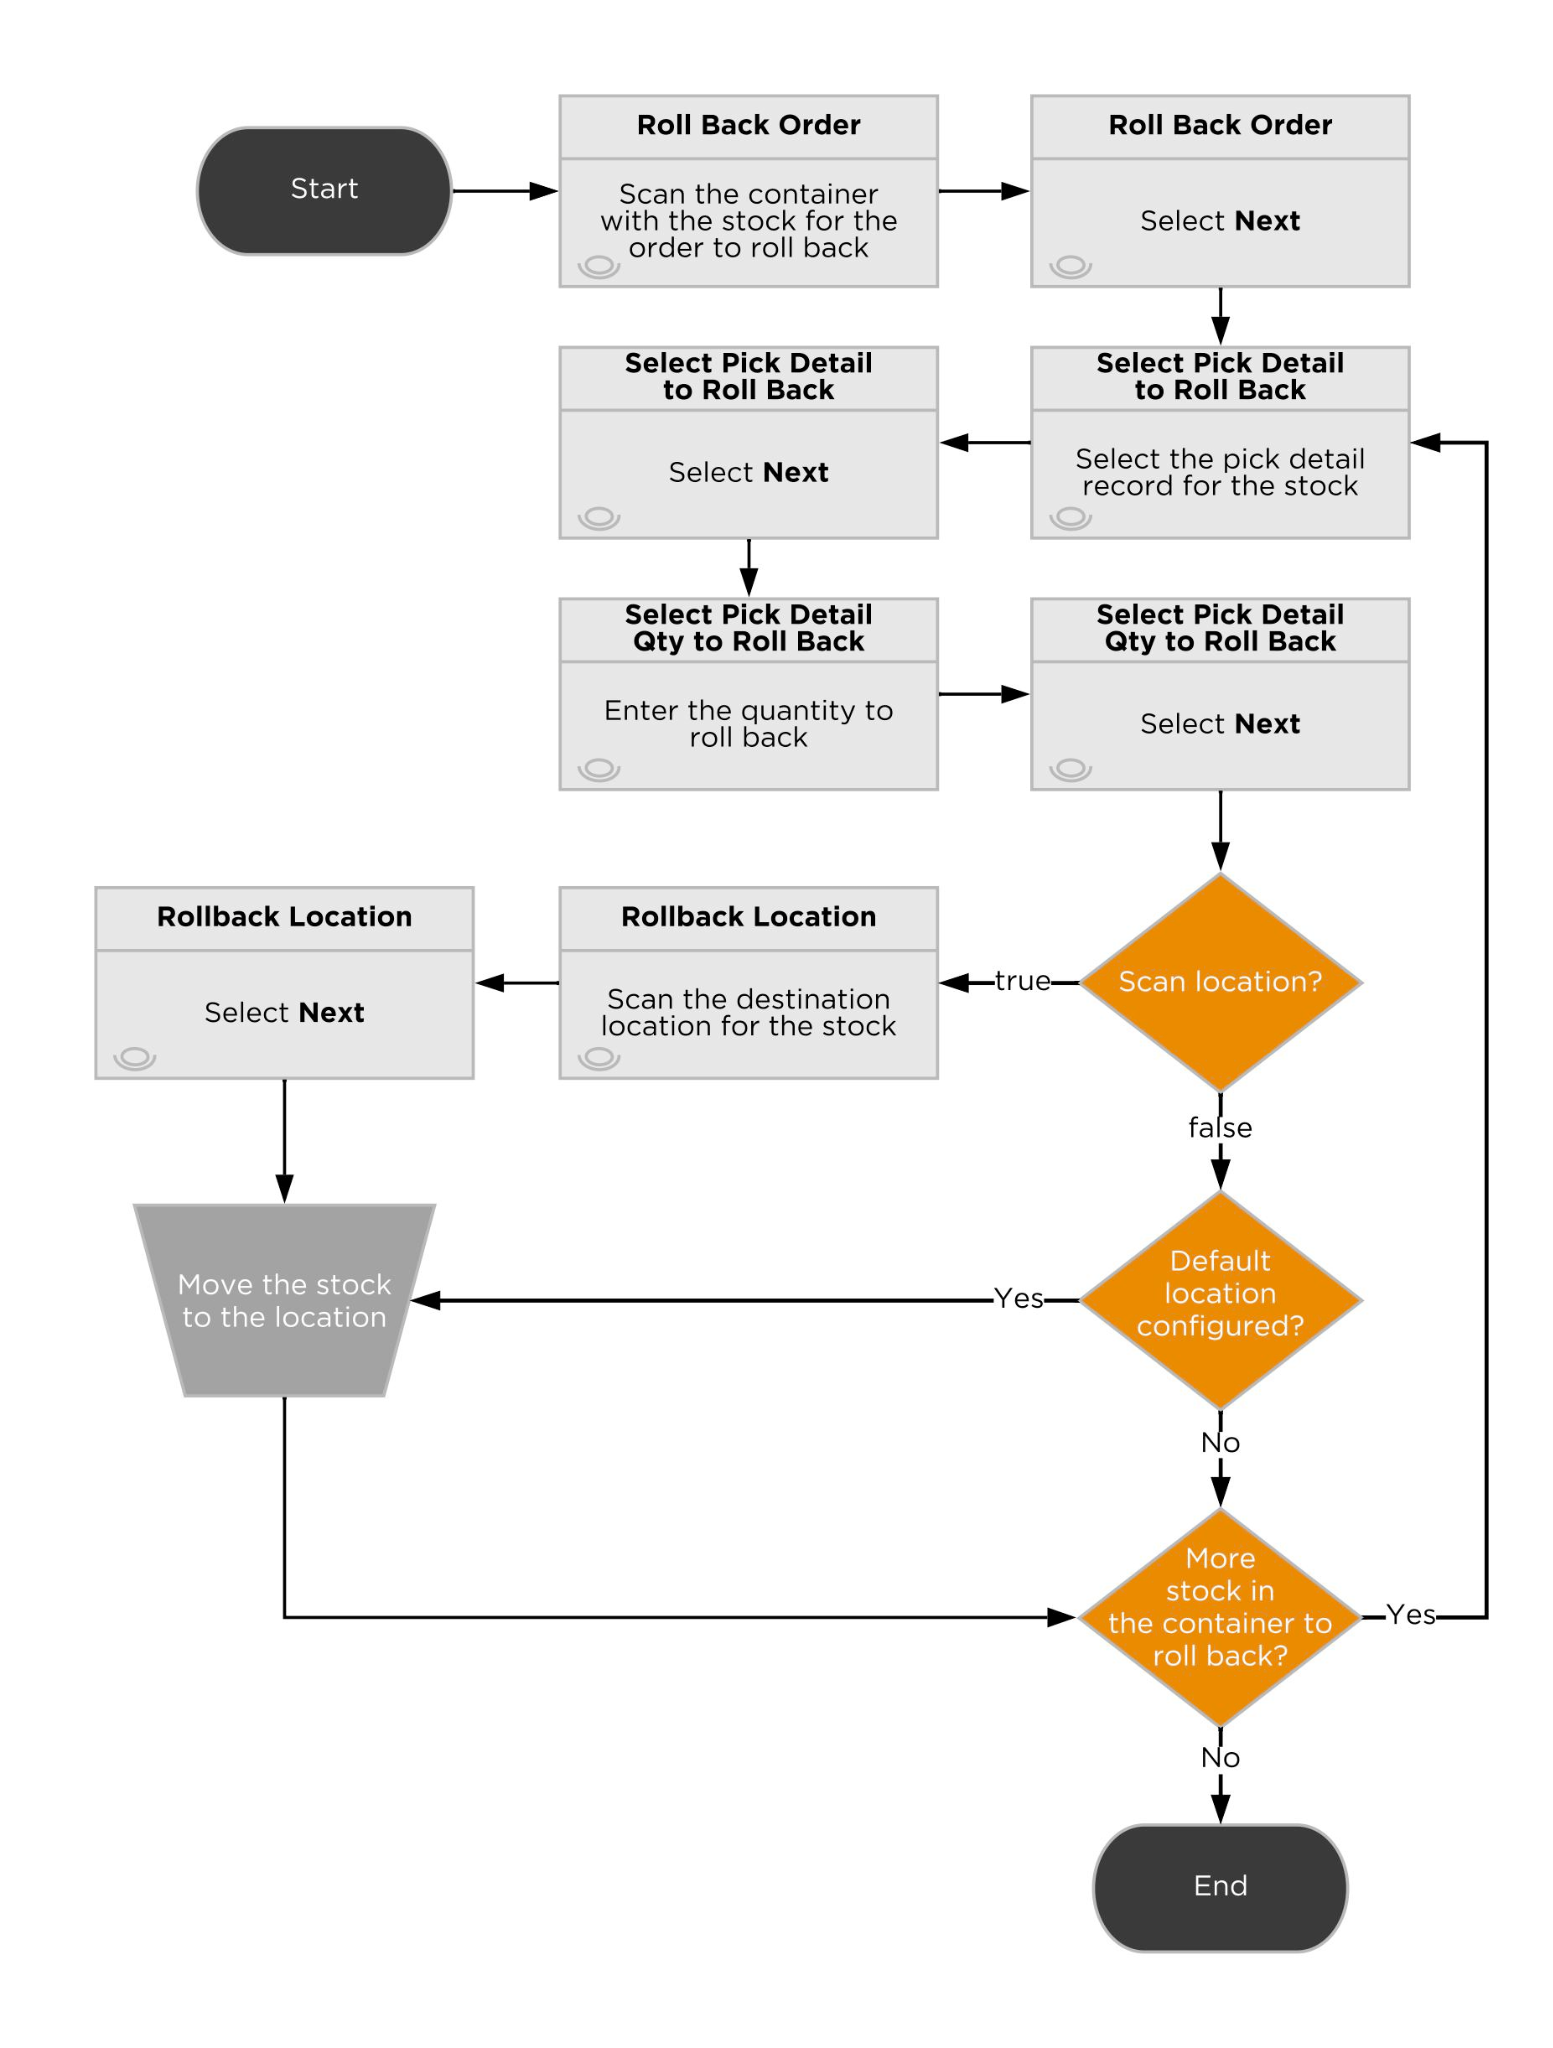 Start
Roll Back Order
Scan the container
with the stock for the
order to roll back
Roll Back Order
Select Next
Select Pick Detail
to Roll Back
Select the pick detail
record for the stock
Select Pick Detail
to Roll Back
Select Next
Select Pick Detail
Qty to Roll Back
Enter the quantity to
roll back
Select Pick Detail
Qty to Roll Back
Select Next
Scan location?
true
Rollback Location
Scan the destination
location for the stock
Rollback Location
Select Next
false
Default
location
configured?
Yes
Move the stock
to the location
No
More
stock in
the container to
roll back?
Yes
No
End